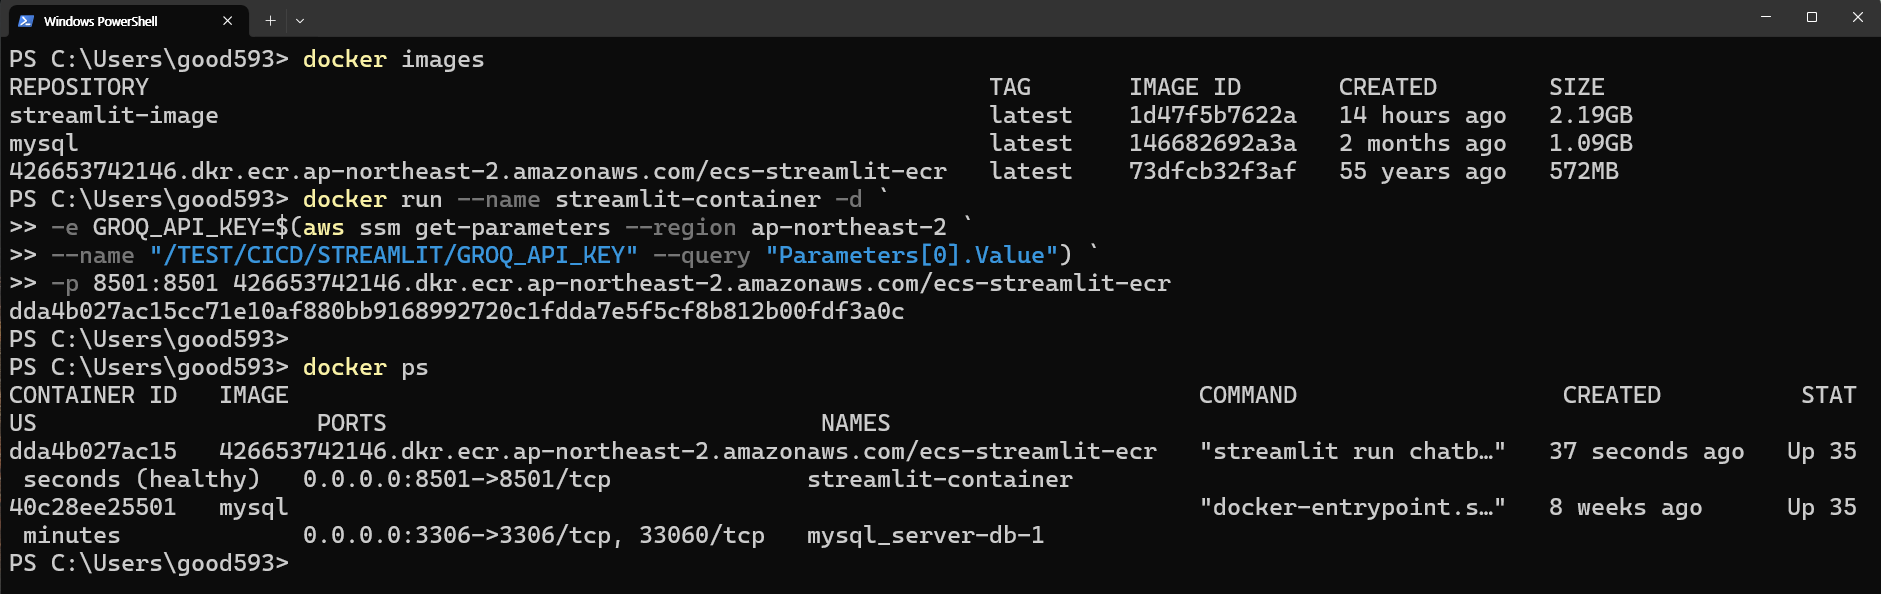 Windows PowerShell
PS C:\Users\good593> docker images
REPOSITORY TAG IMAGE ID CREATED SIZE
streamlit-image latest 1d47f5b7622a 14 hours ago 2.19GB
mysql latest 146682692a3a 2 months ago 1.09GB
426653742146.dkr.ecr.ap-northeast-2.amazonaws.com/ecs-streamlit-ecr latest 73dfcb32f3af 55 years ago 572MB
PS C:\Users\good593> docker run --name streamlit-container -d `
>> -e GROQ_API_KEY=$(aws ssm get-parameters --region ap-northeast-2 `
>> --name "/TEST/CICD/STREAMLIT/GROQ_API_KEY" --query "Parameters[0].Value") `
>> -p 8501:8501 426653742146.dkr.ecr.ap-northeast-2.amazonaws.com/ecs-streamlit-ecr
dda4b027ac15cc71e10af880bb9168992720c1fdda7e5f5cf8b812b00fdf3a0c
PS C:\Users\good593>
PS C:\Users\good593> docker ps
CONTAINER ID IMAGE COMMAND CREATED STAT
US PORTS NAMES
dda4b027ac15 426653742146.dkr.ecr.ap-northeast-2.amazonaws.com/ecs-streamlit-ecr "streamlit run chatb…" 37 seconds ago Up 35
seconds (healthy) 0.0.0.0:8501->8501/tcp streamlit-container
40c28ee25501 mysql "docker-entrypoint.s…" 8 weeks ago Up 35
minutes 0.0.0.0:3306->3306/tcp, 33060/tcp mysql_server-db-1
PS C:\Users\good593>